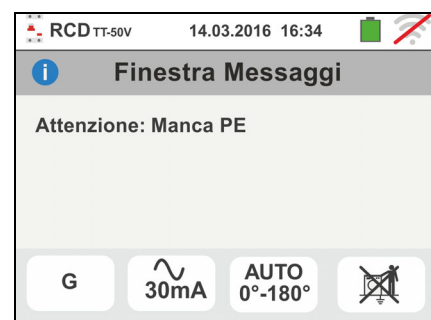 RCD TT-50V 14.03.2016 16:34
i Finestra Messaggi
Attenzione: Manca PE
G
30mA
AUTO
0°-180°